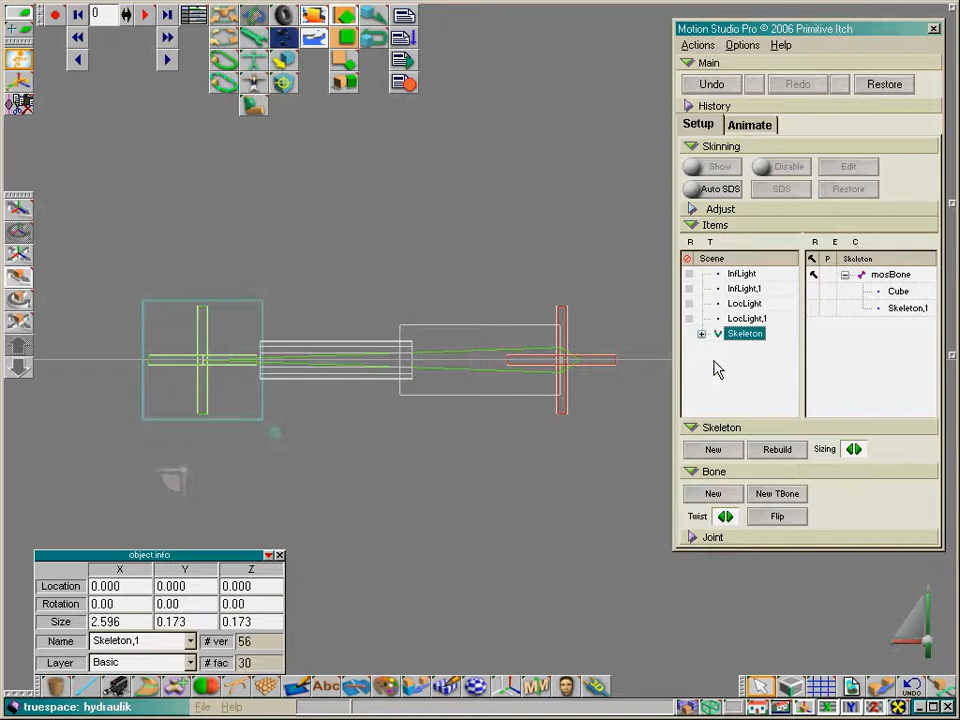 0
Motion Studio Pro © 2006 Primitive Itch
Actions Options Help
Main
Undo Redo Restore
History
Setup Animate
Skinning
Show Disable Edit
Auto SDS SDS Restore
Adjust
Items
R T R E C
Scene P Skeleton
InfLight mosBone
InfLight,1 Cube
LocLight Skeleton,1
LocLight,1
Skeleton
Skeleton
New Rebuild Sizing
Bone
New New TBone
Twist Flip
Joint
object info
X Y Z
Location 0.000 0.000 0.000
Rotation 0.00 0.00 0.00
Size 2.596 0.173 0.173
Name Skeleton,1 # ver 56
Layer Basic # fac 30
Abc MV UNDO
truespace: hydraulik File Help X Y Z